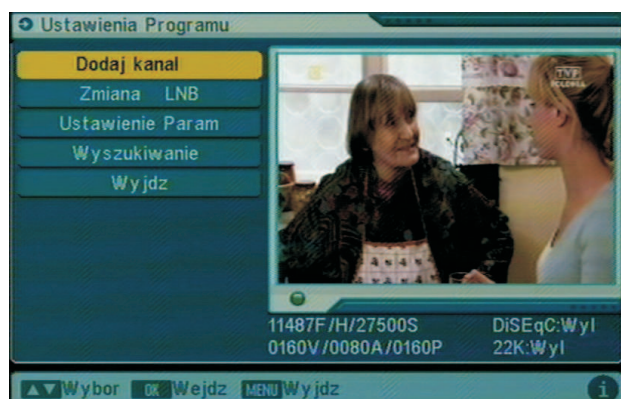 Ustawienia Programu
Dodaj kanal
Zmiana LNB
Ustawienie Param
Wyszukiwanie
Wyjdz
TVP
POLONIA
11487F/H/27500S
DiSEqC:Wyl
0160V/0080A/0160P
22K:Wyl
Wybor OK Wejdz MENU Wyjdz
i